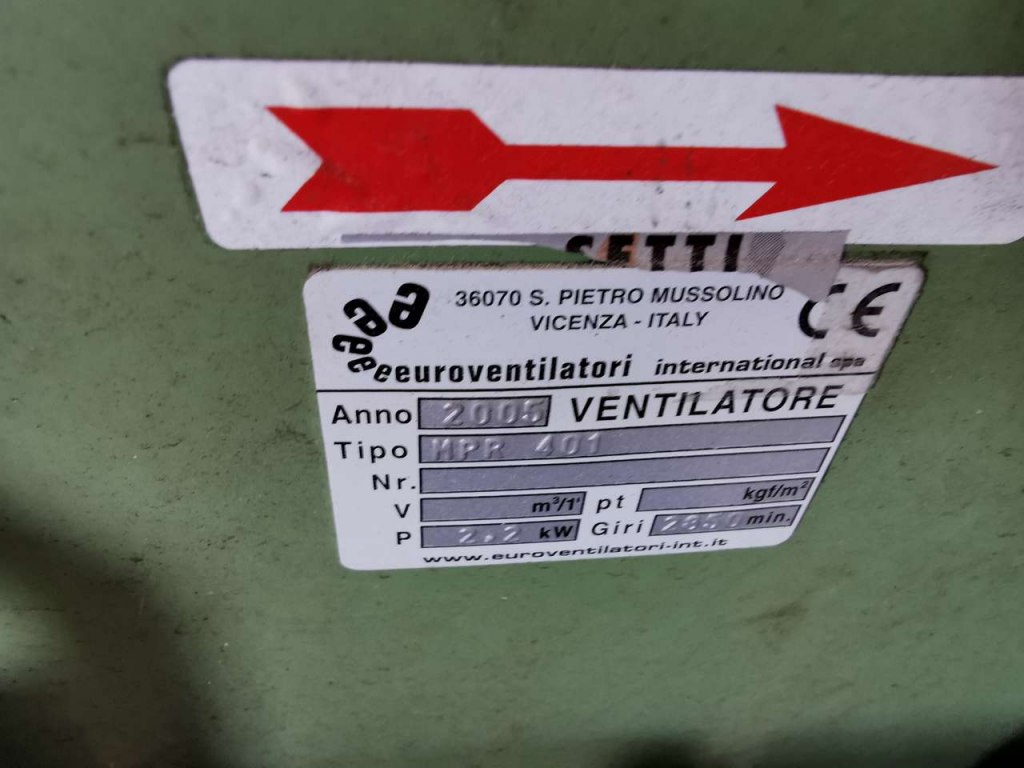 SETTI
36070 S. PIETRO MUSSOLINO
VICENZA - ITALY
CE
euroventilatori international spa
Anno 2005 VENTILATORE
Tipo MPR 401
Nr.
V m³/1' pt kgf/m²
P 2.2 kW Giri min.
www.euroventilatori-int.it